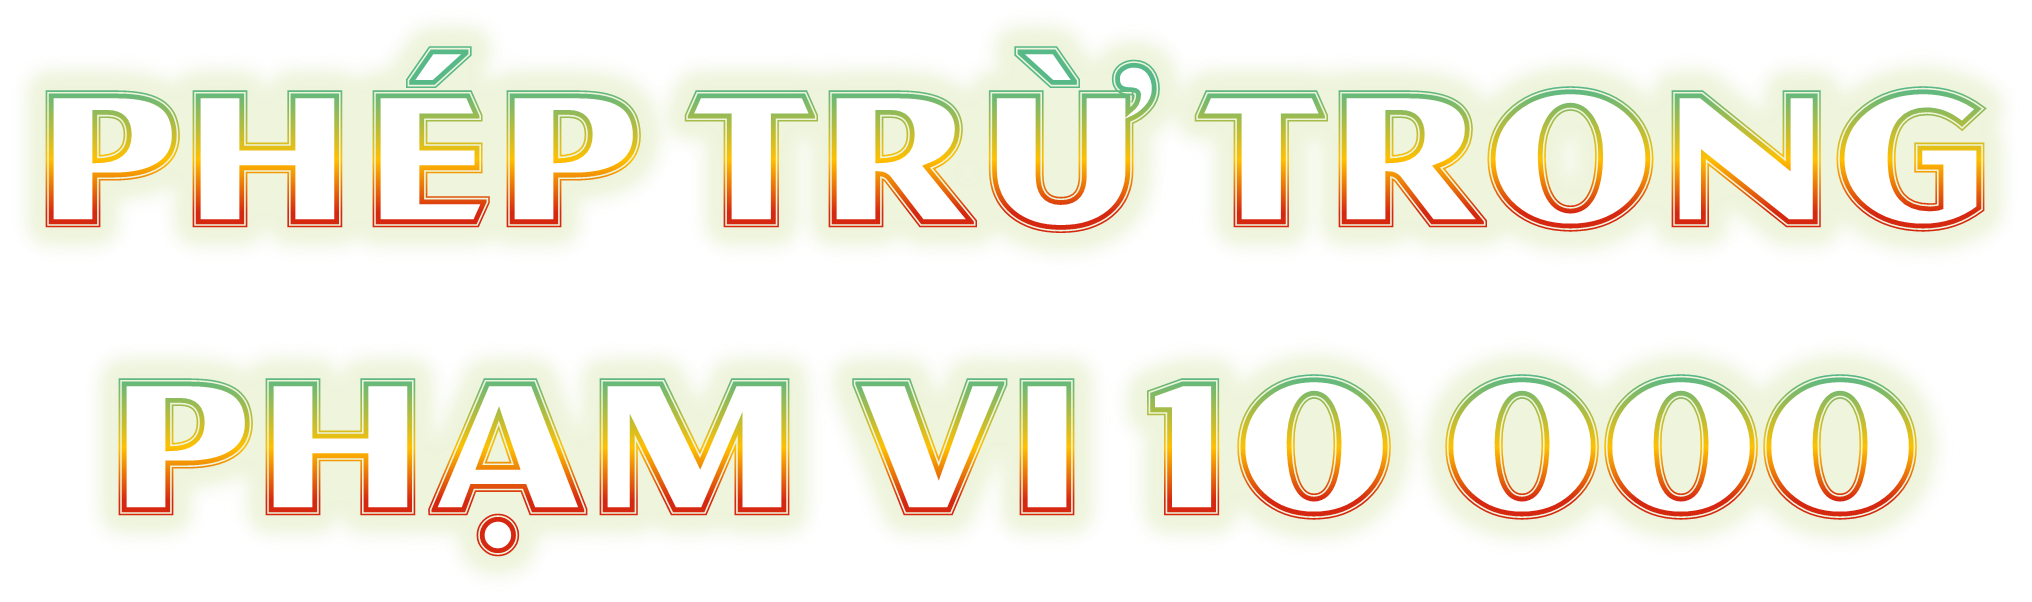 PHÉP TRỪ TRONG
PHẠM VI 10 000